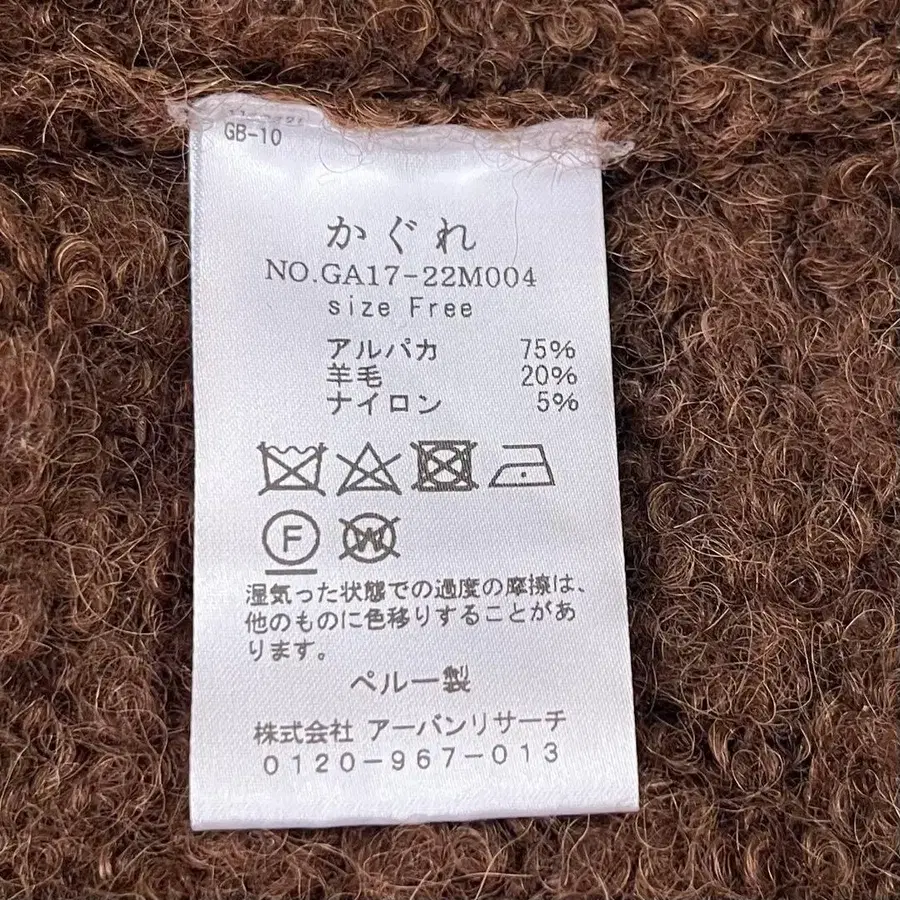 GB-10
かぐれ
NO.GA17-22M004
size Free
アルパカ 75%
羊毛 20%
ナイロン 5%
F W
湿気った状態での過度の摩擦は、
他のものに色移りすることがあ
ります。
ペルー製
株式会社 アーバンリサーチ
0120-967-013